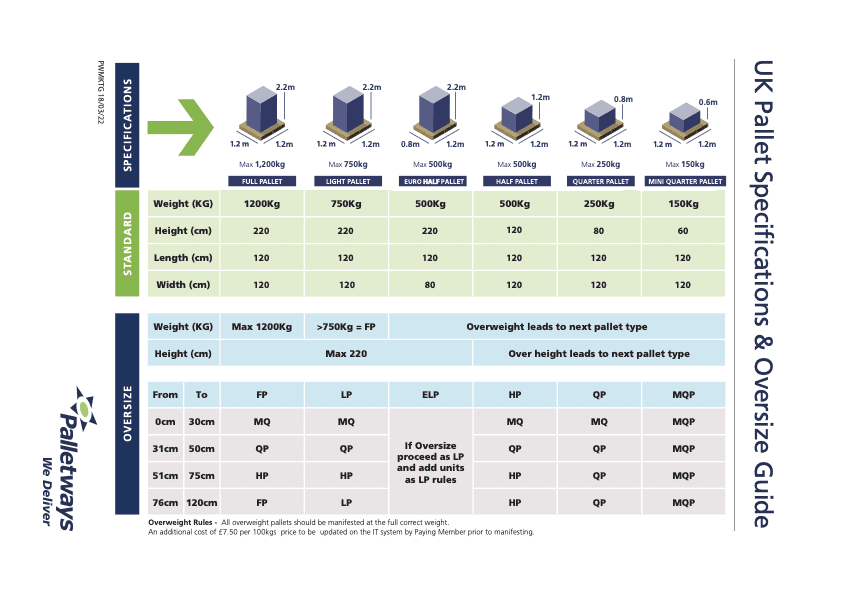 UK Pallet Specifications & Oversize Guide
PWMKTG 18/03/22
SPECIFICATIONS
2.2m 2.2m 2.2m 1.2m 0.8m 0.6m
1.2 m 1.2m 1.2 m 1.2m 0.8m 1.2m 1.2 m 1.2m 1.2 m 1.2m 1.2 m 1.2m
Max 1,200kg Max 750kg Max 500kg Max 500kg Max 250kg Max 150kg
FULL PALLET LIGHT PALLET EURO HALF PALLET HALF PALLET QUARTER PALLET MINI QUARTER PALLET
STANDARD
Weight (KG) 1200Kg 750Kg 500Kg 500Kg 250Kg 150Kg
Height (cm) 220 220 220 120 80 60
Length (cm) 120 120 120 120 120 120
Width (cm) 120 120 80 120 120 120
OVERSIZE
Weight (KG) Max 1200Kg >750Kg = FP Overweight leads to next pallet type
Height (cm) Max 220 Over height leads to next pallet type
From To FP LP ELP HP QP MQP
0cm 30cm MQ MQ MQ MQ MQP
31cm 50cm QP QP QP QP MQP
51cm 75cm HP HP HP QP MQP
76cm 120cm FP LP HP QP MQP
If Oversize
proceed as LP
and add units
as LP rules
Overweight Rules - All overweight pallets should be manifested at the full correct weight.
An additional cost of £7.50 per 100kgs price to be updated on the IT system by Paying Member prior to manifesting.
Palletways
We Deliver